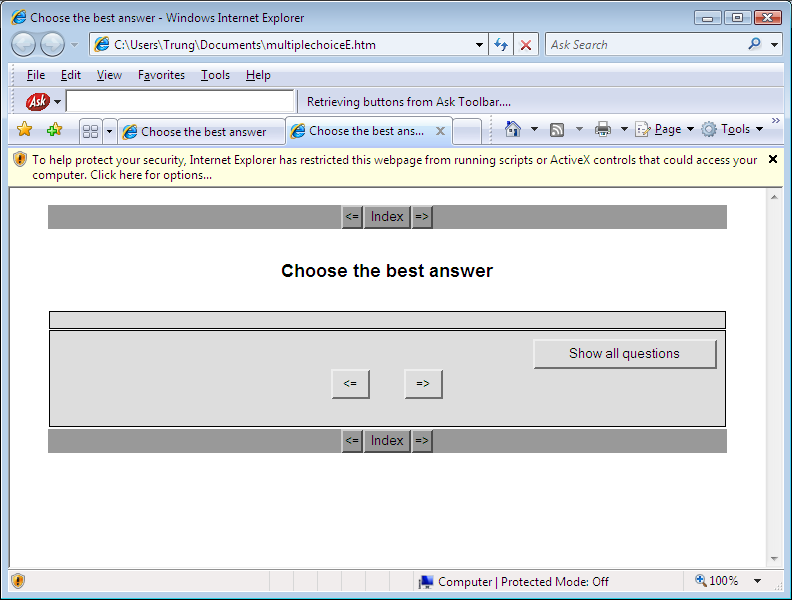 Choose the best answer - Windows Internet Explorer
C:\Users\Trung\Documents\multiplechoiceE.htm
Ask Search
File Edit View Favorites Tools Help
Ask
Retrieving buttons from Ask Toolbar....
Choose the best answer
Choose the best ans...
Page
Tools
To help protect your security, Internet Explorer has restricted this webpage from running scripts or ActiveX controls that could access your
computer. Click here for options...
<= Index =>
Choose the best answer
Show all questions
<= =>
<= Index =>
Computer | Protected Mode: Off
100%